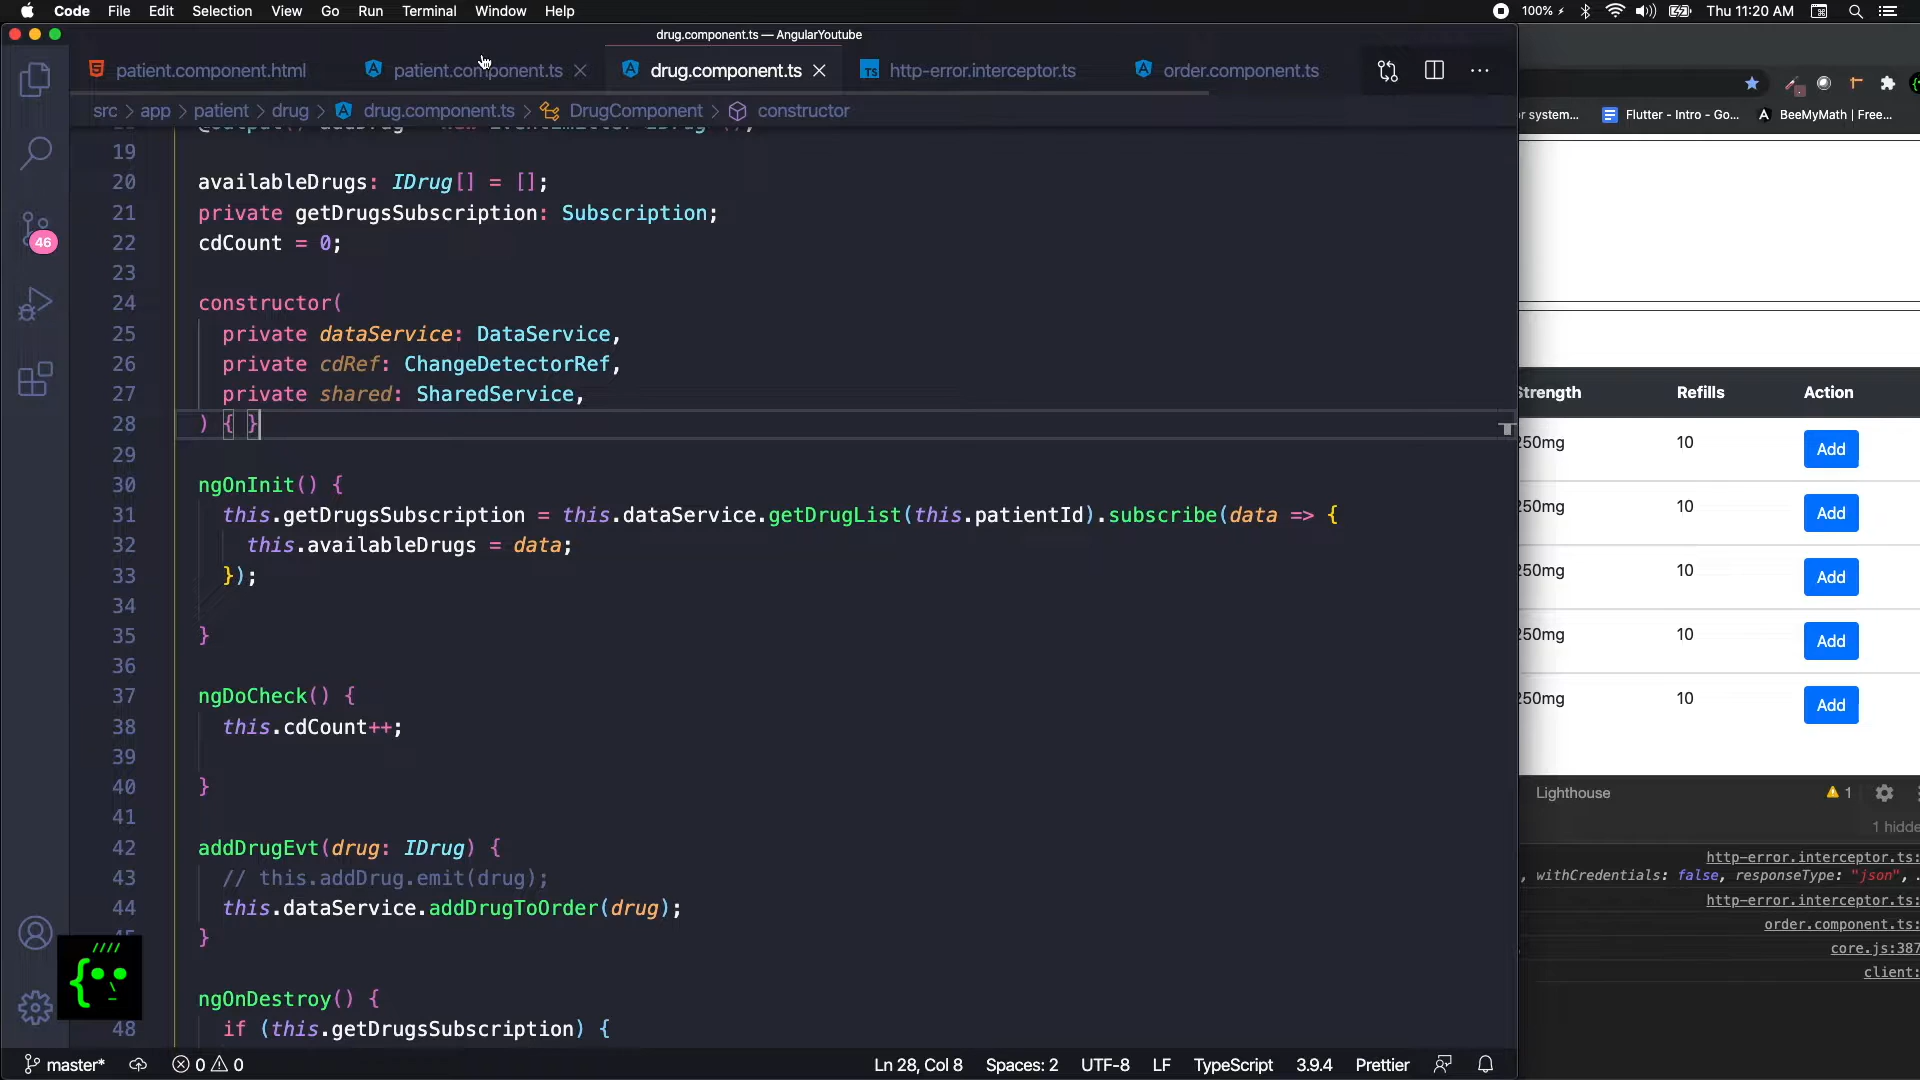 Code File Edit Selection View Go Run Terminal Window Help
100% Thu 11:20 AM
drug.component.ts — AngularYoutube
patient.component.html
patient.component.ts
drug.component.ts
http-error.interceptor.ts
order.component.ts
src > app > patient > drug > drug.component.ts > DrugComponent > constructor
19
20 availableDrugs: IDrug[] = [];
21 private getDrugsSubscription: Subscription;
22 cdCount = 0;
23
24 constructor(
25 private dataService: DataService,
26 private cdRef: ChangeDetectorRef,
27 private shared: SharedService,
28 ) { }
29
30 ngOnInit() {
31 this.getDrugsSubscription = this.dataService.getDrugList(this.patientId).subscribe(data => {
32 this.availableDrugs = data;
33 });
34
35 }
36
37 ngDoCheck() {
38 this.cdCount++;
39
40 }
41
42 addDrugEvt(drug: IDrug) {
43 // this.addDrug.emit(drug);
44 this.dataService.addDrugToOrder(drug);
}
ngOnDestroy() {
48 if (this.getDrugsSubscription) {
46
master* 0 0
Ln 28, Col 8 Spaces: 2 UTF-8 LF TypeScript 3.9.4 Prettier
system... Flutter - Intro - Go... BeeMyMath | Free...
Strength Refills Action
250mg 10 Add
250mg 10 Add
250mg 10 Add
250mg 10 Add
250mg 10 Add
Lighthouse 1
1 hidde
http-error.interceptor.ts:
, withCredentials: false, responseType: "json",
http-error.interceptor.ts:
order.component.ts:
core.js:387
client: